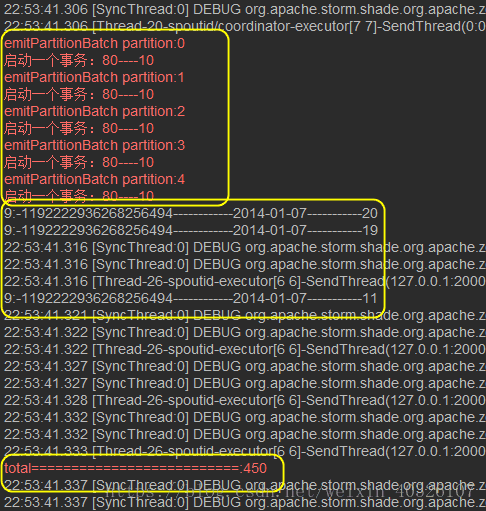 22:53:41.306 [SyncThread:0] DEBUG org.apache.storm.shade.org.apache.z
22:53:41.306 [Thread-20-spoutid/coordinator-executor[7 7]-SendThread(0:0
emitPartitionBatch partition:0
启动一个事务：80----10
emitPartitionBatch partition:1
启动一个事务：80----10
emitPartitionBatch partition:2
启动一个事务：80----10
emitPartitionBatch partition:3
启动一个事务：80----10
emitPartitionBatch partition:4
启动一个事务：80----10
9:-1192222936268256494------------2014-01-07-----------20
9:-1192222936268256494------------2014-01-07-----------19
22:53:41.316 [SyncThread:0] DEBUG org.apache.storm.shade.org.apache.z
22:53:41.316 [SyncThread:0] DEBUG org.apache.storm.shade.org.apache.z
22:53:41.316 [Thread-26-spoutid-executor[6 6]-SendThread(127.0.0.1:2000
9:-1192222936268256494------------2014-01-07-----------11
22:53:41.321 [SyncThread:0] DEBUG org.apache.storm.shade.org.apache.z
22:53:41.322 [SyncThread:0] DEBUG org.apache.storm.shade.org.apache.z
22:53:41.322 [Thread-26-spoutid-executor[6 6]-SendThread(127.0.0.1:2000
22:53:41.327 [SyncThread:0] DEBUG org.apache.storm.shade.org.apache.z
22:53:41.327 [SyncThread:0] DEBUG org.apache.storm.shade.org.apache.z
22:53:41.328 [Thread-26-spoutid-executor[6 6]-SendThread(127.0.0.1:2000
22:53:41.332 [SyncThread:0] DEBUG org.apache.storm.shade.org.apache.z
22:53:41.332 [SyncThread:0] DEBUG org.apache.storm.shade.org.apache.z
22:53:41.333 [Thread-26-spoutid-executor[6 6]-SendThread(127.0.0.1:2000
total==========================:450
22:53:41.337 [SyncThread:0] DEBUG org.apache.storm.shade.org.apache.z
22:53:41.337 [SyncThread:0] DEBUG org.apache.storm.shade.org.apache.z